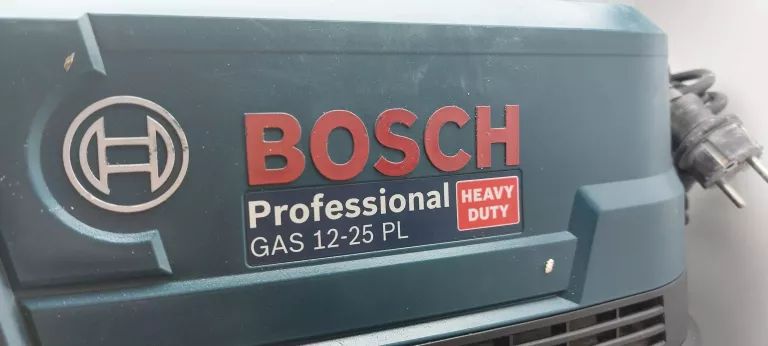 BOSCH
Professional
GAS 12-25 PL
HEAVY
DUTY